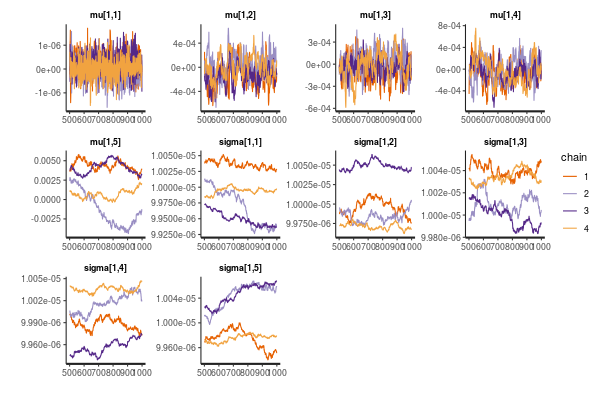 mu[1,1] mu[1,2] mu[1,3] mu[1,4]
1e-06 0e+00 -1e-06
4e-04 0e+00 -4e-04
3e-04 0e+00 -3e-04 -6e-04
8e-04 4e-04 0e+00 -4e-04
5006007008009001000 5006007008009001000 5006007008009001000 5006007008009001000
mu[1,5] sigma[1,1] sigma[1,2] sigma[1,3]
0.0050 0.0025 0.0000 -0.0025
1.0050e-05 1.0025e-05 1.0000e-05 9.9750e-06 9.9500e-06 9.9250e-06
1.0050e-05 1.0025e-05 1.0000e-05 9.9750e-06
1.004e-05 1.002e-05 1.000e-05 9.980e-06
5006007008009001000 5006007008009001000 5006007008009001000 5006007008009001000
chain
1
2
3
4
sigma[1,4] sigma[1,5]
1.005e-05 1.002e-05 9.990e-06 9.960e-06
1.004e-05 1.000e-05 9.960e-06
5006007008009001000 5006007008009001000